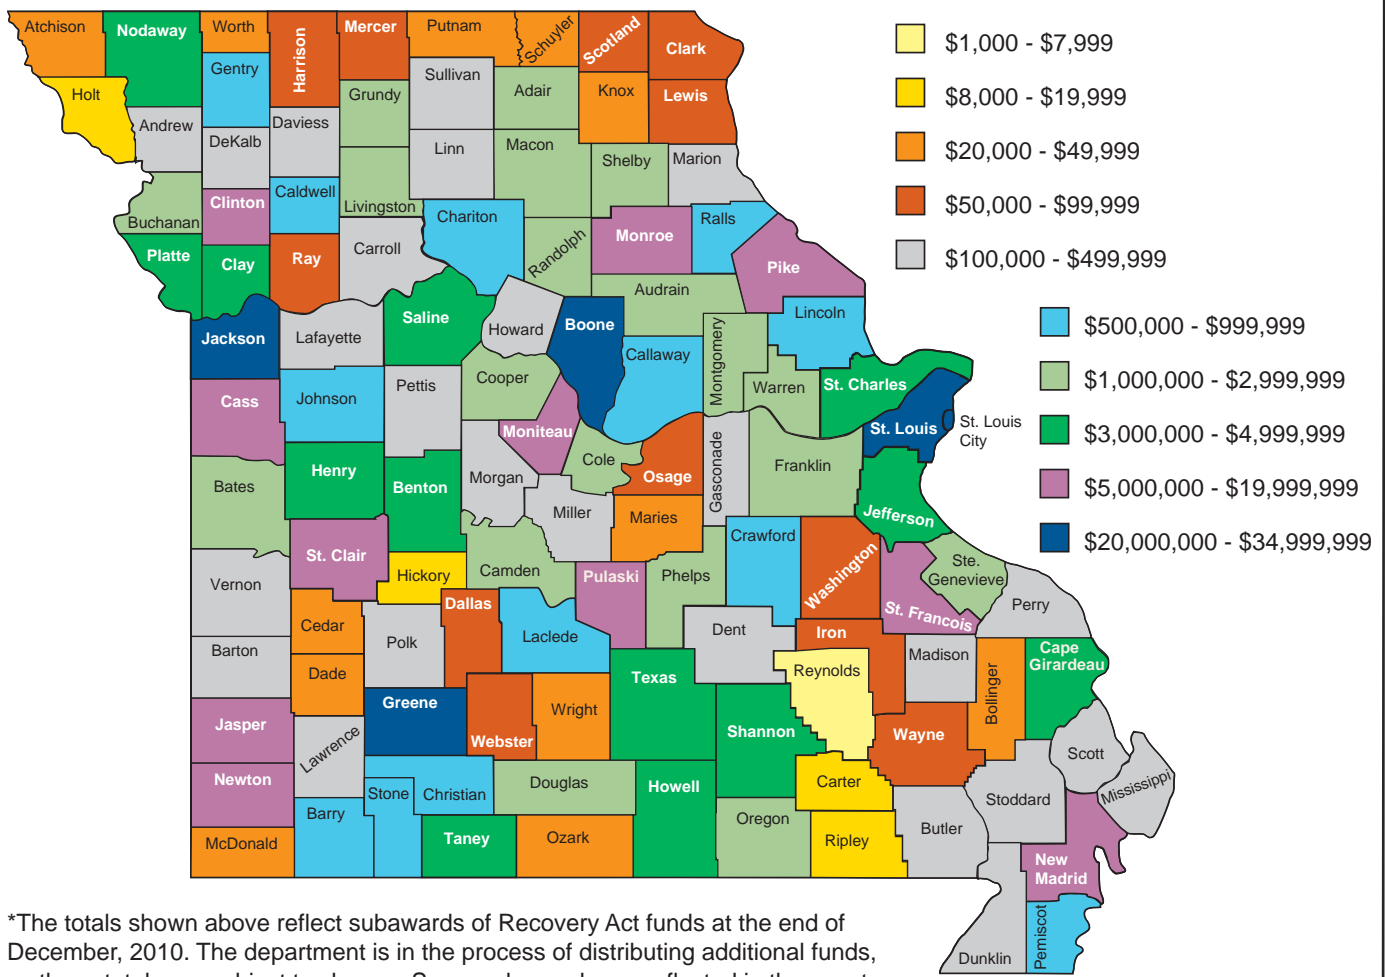 Atchison
Nodaway
Worth
Harrison
Mercer
Putnam
Schuyler
Scotland
Clark
Holt
Gentry
Grundy
Sullivan
Adair
Knox
Lewis
Andrew
DeKalb
Daviess
Linn
Macon
Shelby
Marion
Buchanan
Clinton
Caldwell
Livingston
Chariton
Randolph
Monroe
Ralls
Pike
Platte
Clay
Ray
Carroll
Saline
Howard
Boone
Audrain
Lincoln
Jackson
Lafayette
Callaway
Montgomery
Warren
St. Charles
Cass
Johnson
Pettis
Cooper
Moniteau
Cole
Osage
Gasconade
Franklin
St. Louis
St. Louis
City
Bates
Henry
Benton
Morgan
Miller
Maries
Jefferson
Vernon
St. Clair
Hickory
Camden
Pulaski
Phelps
Crawford
Washington
St. Francois
Ste.
Genevieve
Perry
Barton
Cedar
Polk
Dallas
Laclede
Dent
Iron
Madison
Bollinger
Cape
Girardeau
Dade
Greene
Webster
Wright
Texas
Shannon
Reynolds
Wayne
Scott
Mississippi
Jasper
Lawrence
Newton
Stone
Christian
Douglas
Howell
Carter
Stoddard
McDonald
Barry
Taney
Ozark
Oregon
Ripley
Butler
New
Madrid
Dunklin
Pemiscot
$1,000 - $7,999
$8,000 - $19,999
$20,000 - $49,999
$50,000 - $99,999
$100,000 - $499,999
$500,000 - $999,999
$1,000,000 - $2,999,999
$3,000,000 - $4,999,999
$5,000,000 - $19,999,999
$20,000,000 - $34,999,999
*The totals shown above reflect subawards of Recovery Act funds at the end of
December, 2010. The department is in the process of distributing additional funds,